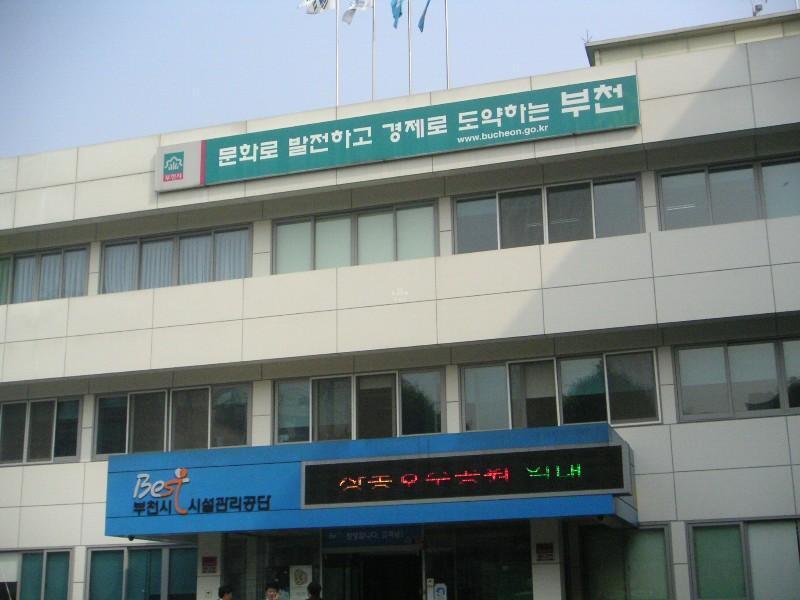 부천시
문화로 발전하고 경제로 도약하는 부천
www.bucheon.go.kr
Best
부천시 시설관리공단